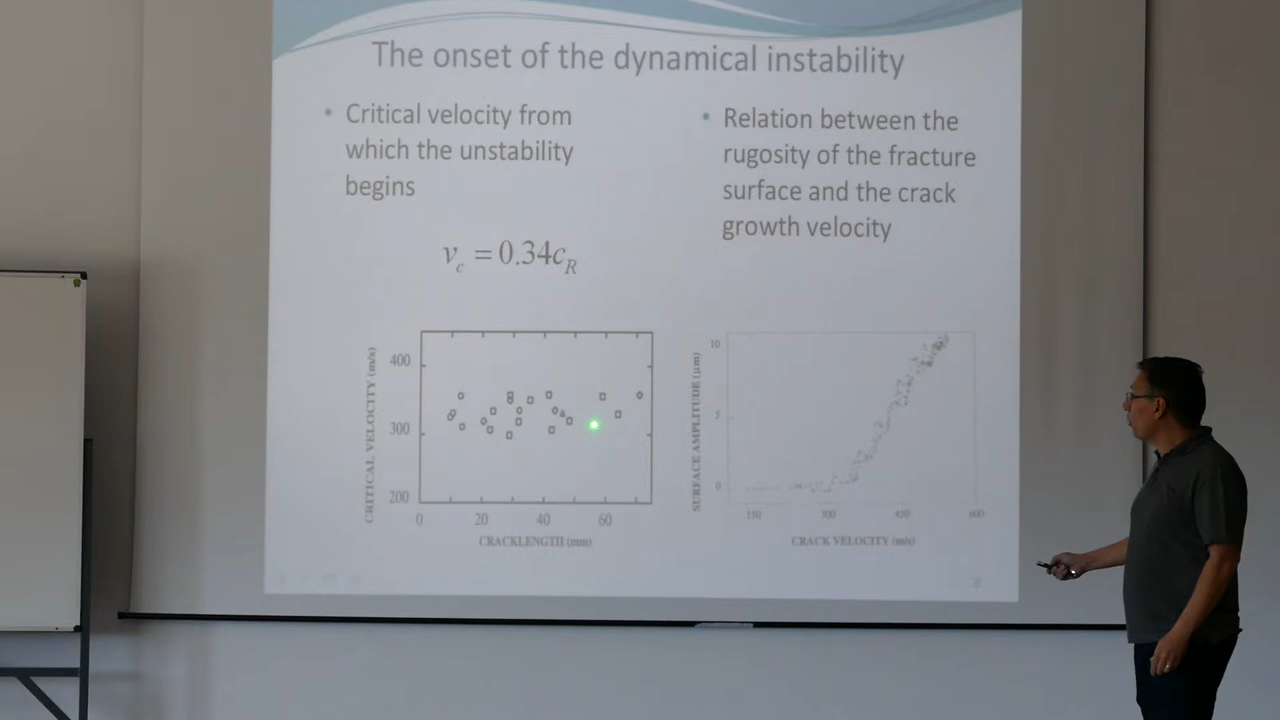 The onset of the dynamical instability
• Critical velocity from
which the unstability
begins
v_c = 0.34c_R
• Relation between the
rugosity of the fracture
surface and the crack
growth velocity
CRITICAL VELOCITY (m/s)
400
300
200
0 20 40 60
CRACKLENGTH (mm)
SURFACE AMPLITUDE (µm)
10
5
0
150 300 450 600
CRACK VELOCITY (m/s)